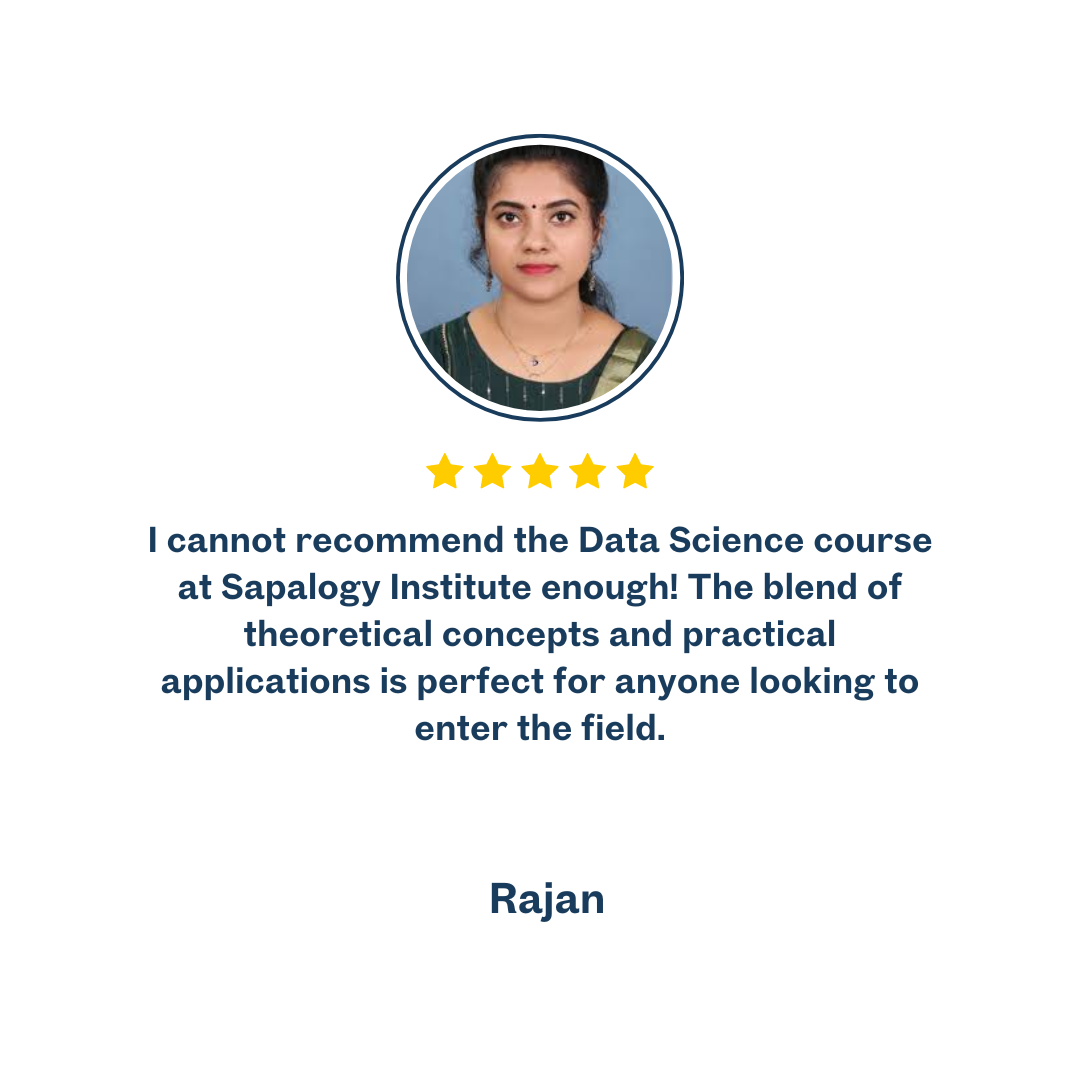 I cannot recommend the Data Science course
at Sapalogy Institute enough! The blend of
theoretical concepts and practical
applications is perfect for anyone looking to
enter the field.
Rajan